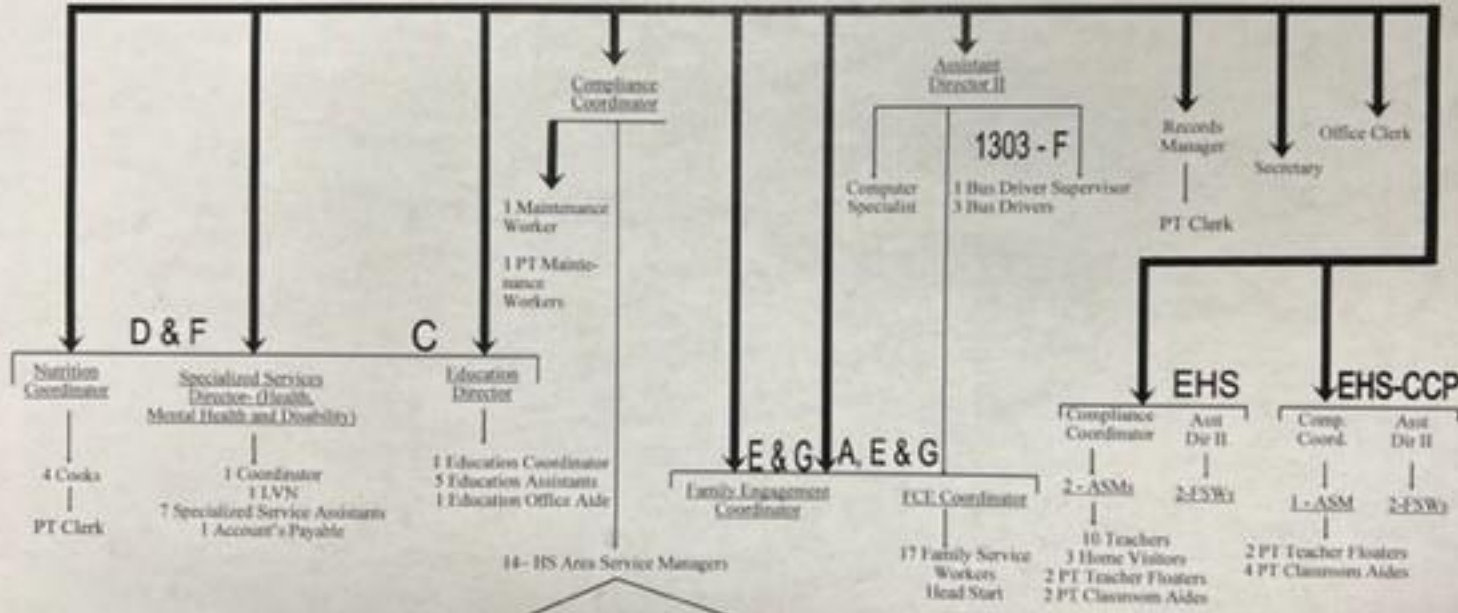 Compliance
Coordinator
Assistant
Director II
Records
Manager
PT Clerk
Secretary
Office Clerk
1 Maintenance
Worker
1 PT Mainte-
nance
Workers
Computer
Specialist
1303 - F
1 Bus Driver Supervisor
3 Bus Drivers
D & F
C
Nutrition
Coordinator
4 Cooks
PT Clerk
Specialized Services
Director- (Health,
Mental Health and Disability)
1 Coordinator
1 LVN
7 Specialized Service Assistants
1 Account's Payable
Education
Director
1 Education Coordinator
5 Education Assistants
1 Education Office Aide
14- HS Area Service Managers
E & G
A, E & G
Family Engagement
Coordinator
FCE Coordinator
17 Family Service
Workers
Head Start
EHS
Compliance
Coordinator
2 - ASMs
10 Teachers
3 Home Visitors
2 PT Teacher Floaters
2 PT Classroom Aides
Asst
Dir II
2-FSWs
EHS-CCP
Comp.
Coord.
1 - ASM
2 PT Teacher Floaters
4 PT Classroom Aides
Asst
Dir II
2-FSWs